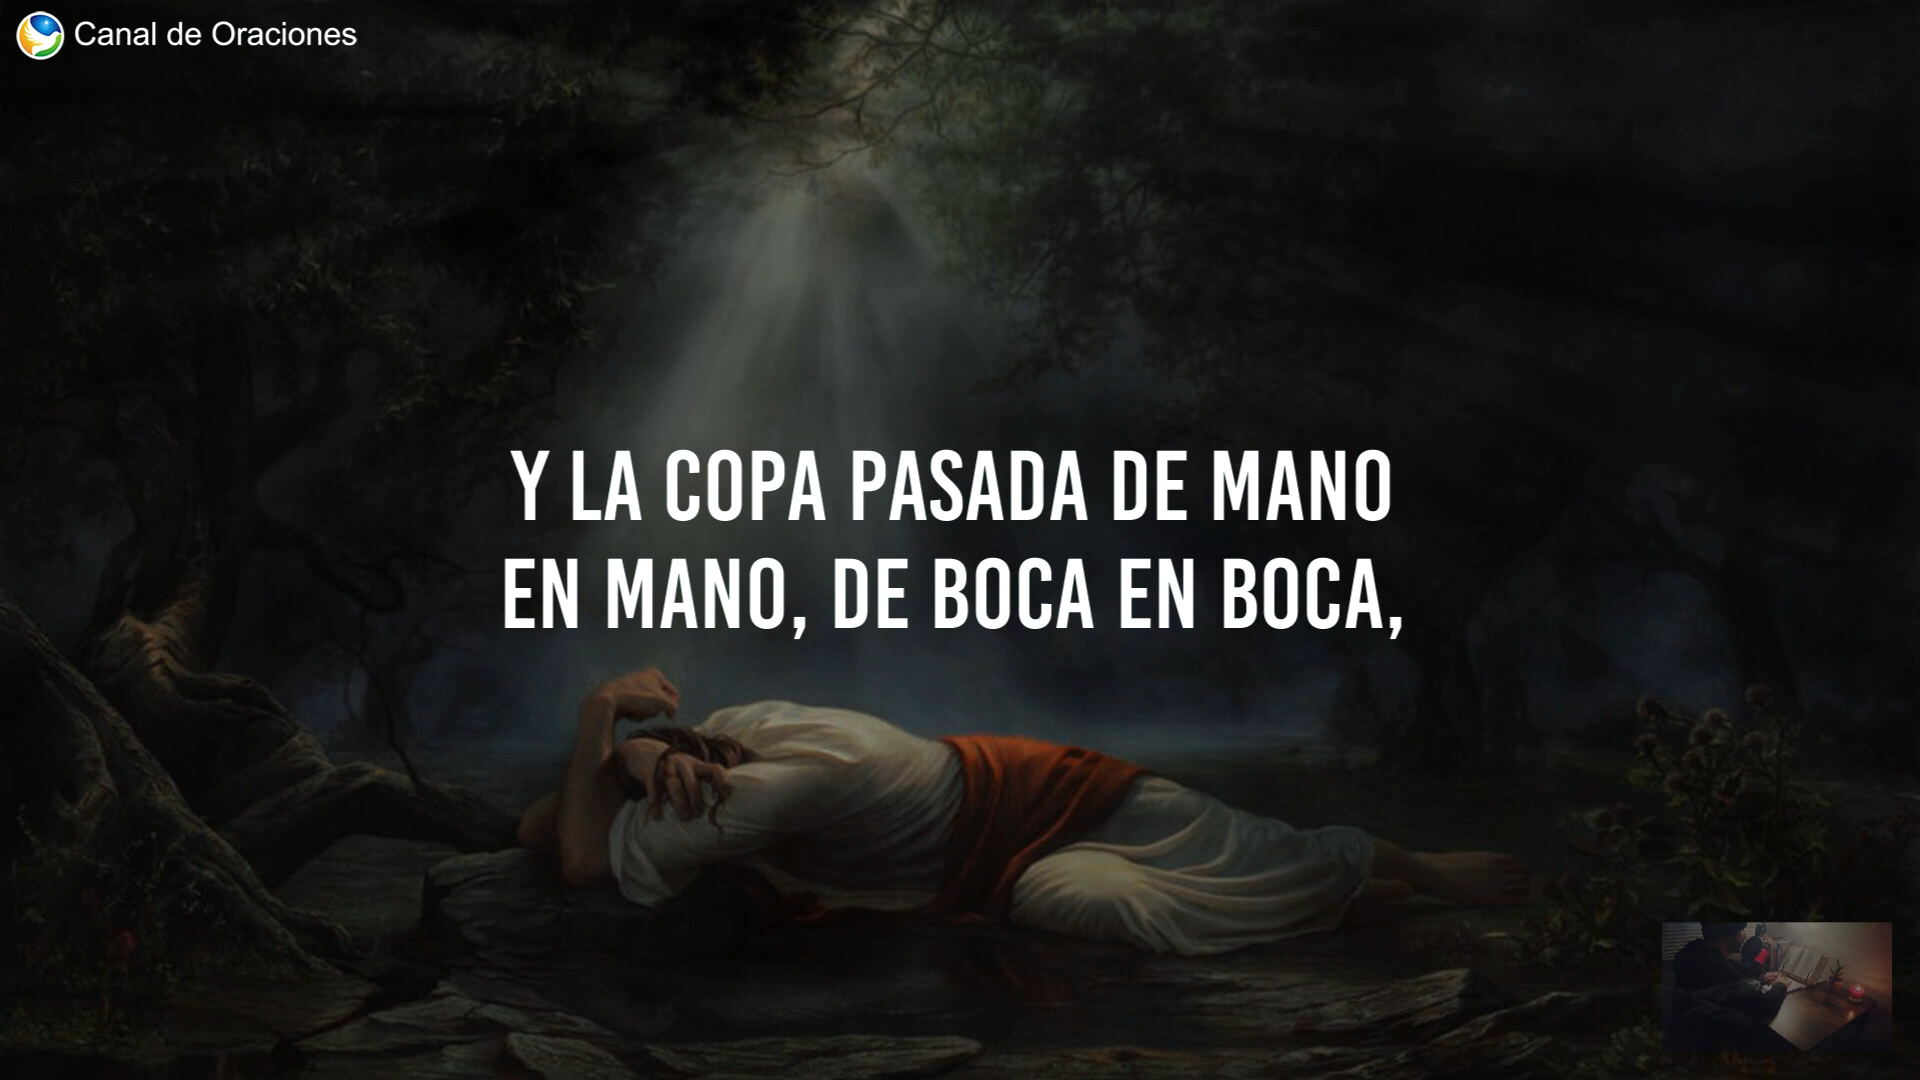 Canal de Oraciones
Y LA COPA PASADA DE MANO
EN MANO, DE BOCA EN BOCA,